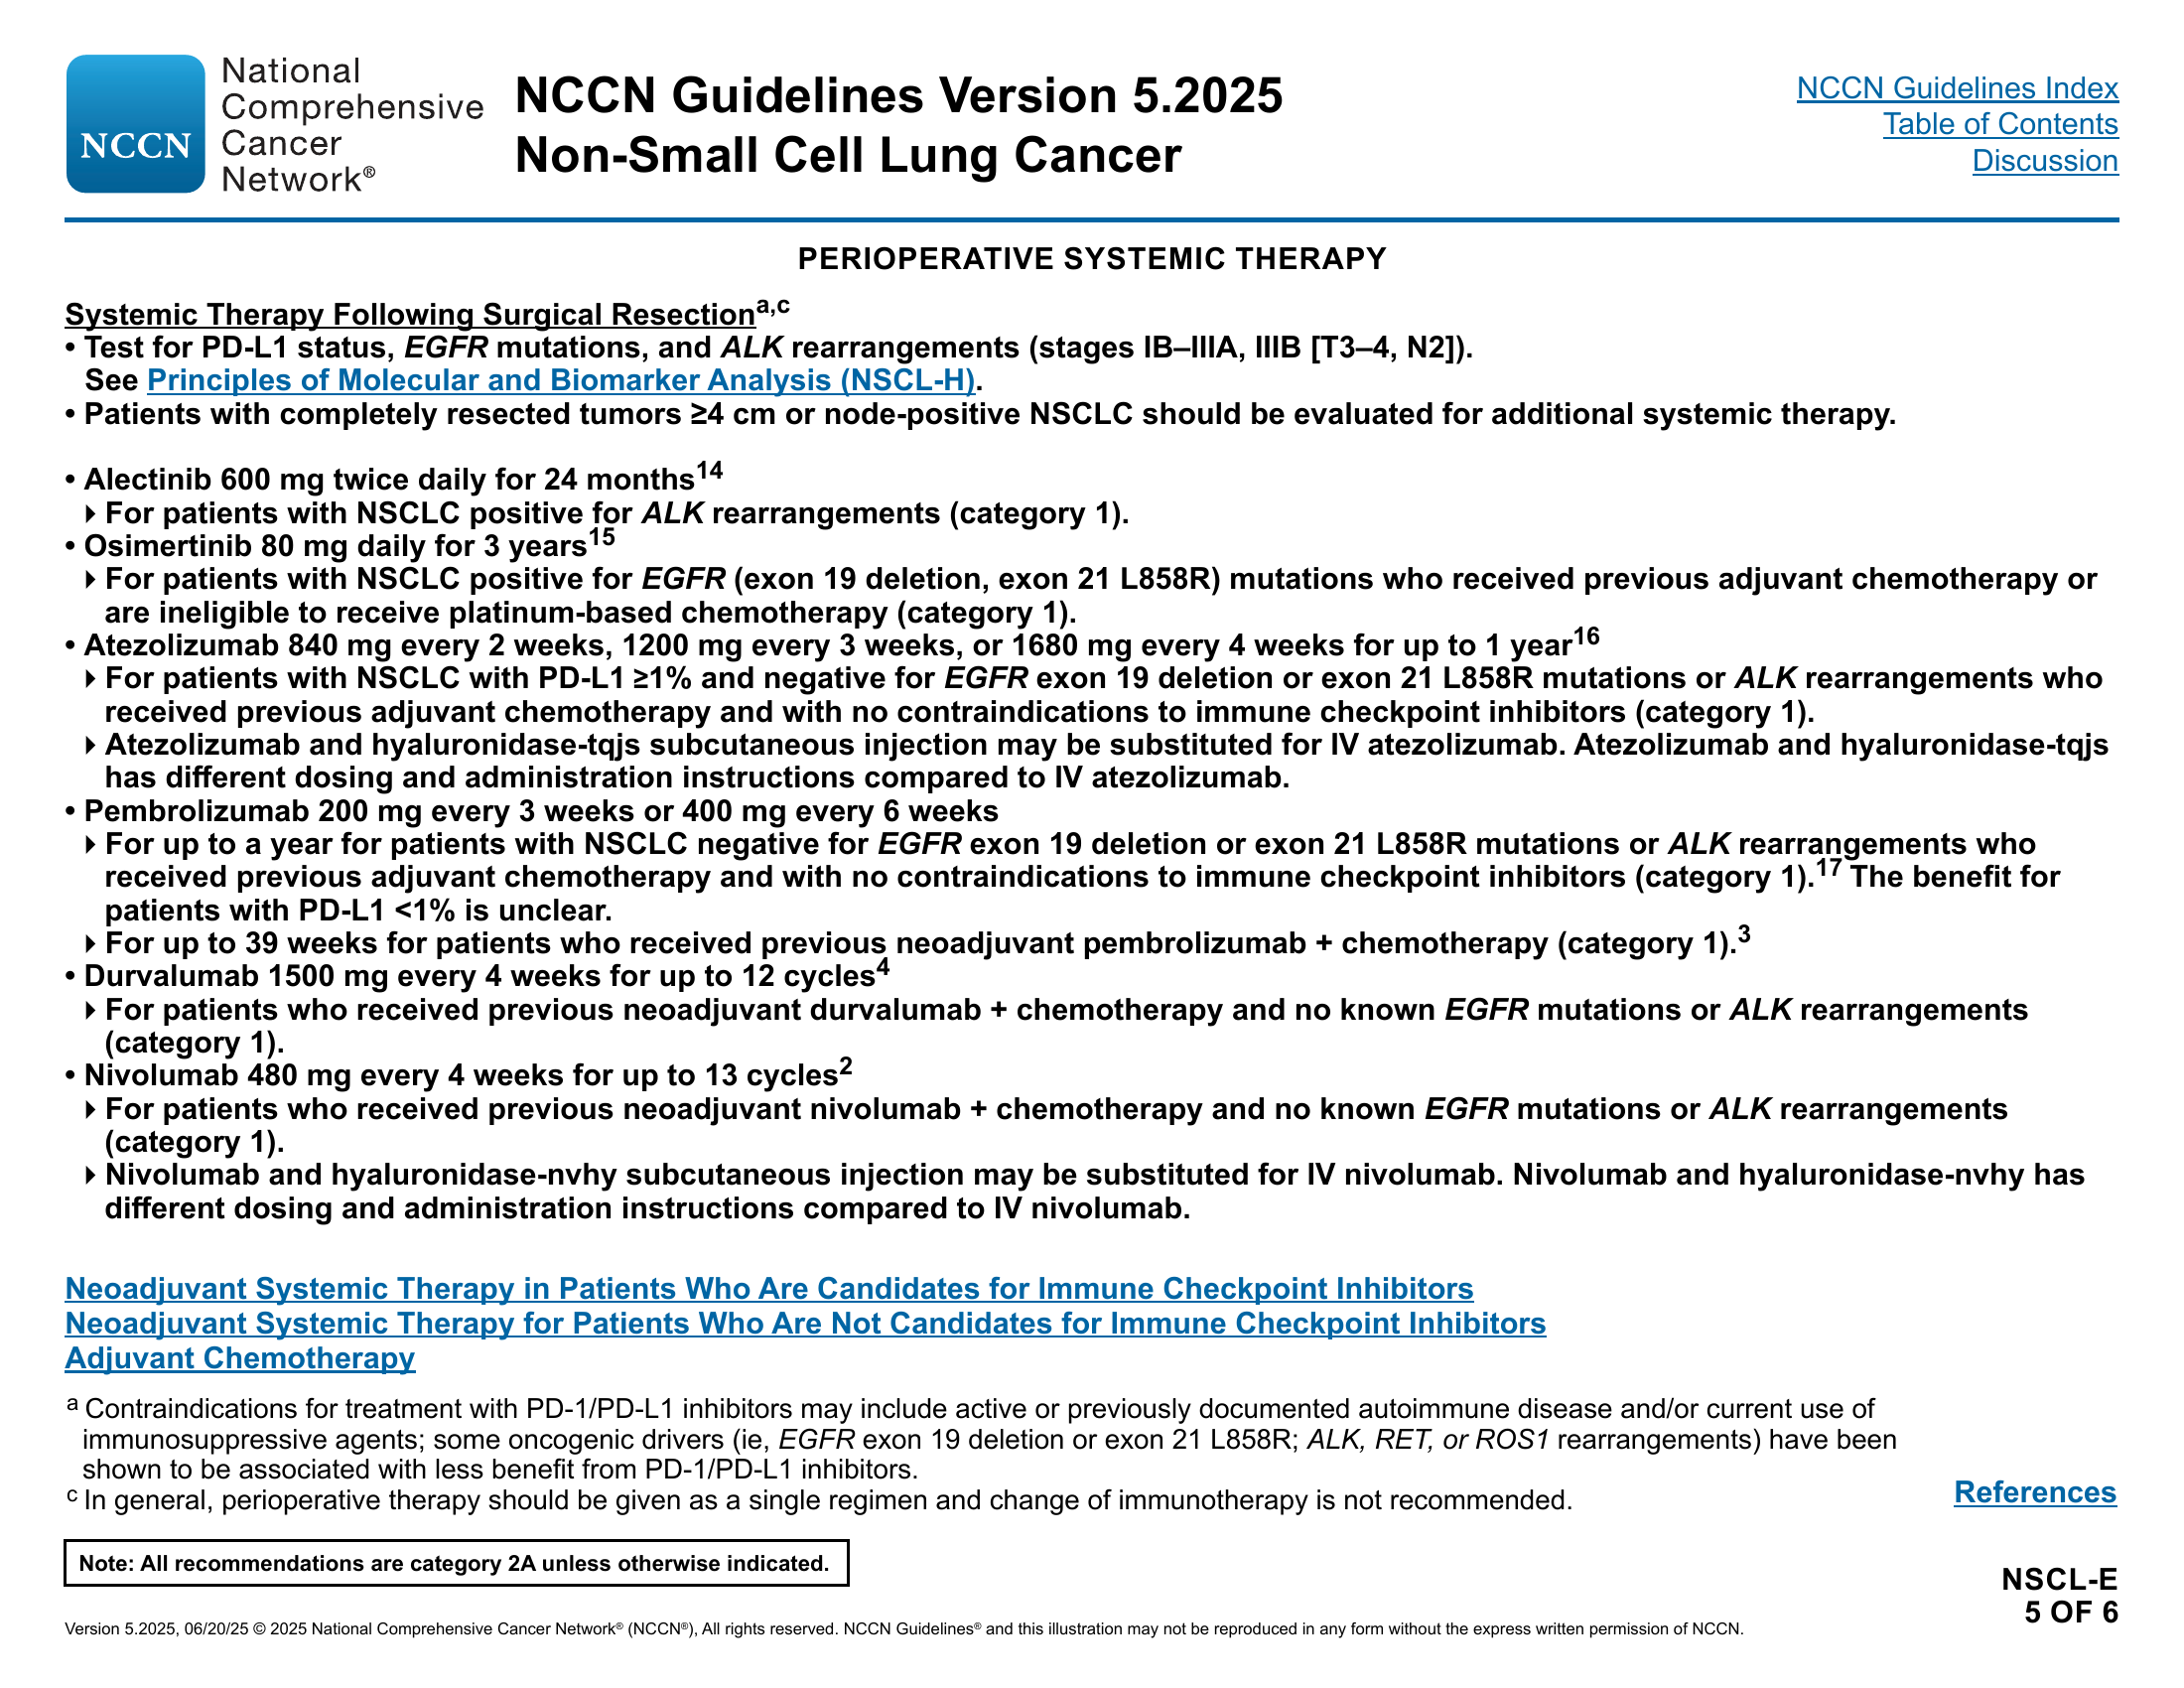 NCCN
National
Comprehensive
Cancer
Network®
NCCN Guidelines Version 5.2025
Non-Small Cell Lung Cancer
NCCN Guidelines Index
Table of Contents
Discussion
PERIOPERATIVE SYSTEMIC THERAPY
Systemic Therapy Following Surgical Resection a,c
• Test for PD-L1 status, EGFR mutations, and ALK rearrangements (stages IB–IIIA, IIIB [T3–4, N2]).
See Principles of Molecular and Biomarker Analysis (NSCL-H).
• Patients with completely resected tumors ≥4 cm or node-positive NSCLC should be evaluated for additional systemic therapy.
• Alectinib 600 mg twice daily for 24 months 14
‣ For patients with NSCLC positive for ALK rearrangements (category 1).
• Osimertinib 80 mg daily for 3 years 15
‣ For patients with NSCLC positive for EGFR (exon 19 deletion, exon 21 L858R) mutations who received previous adjuvant chemotherapy or
are ineligible to receive platinum-based chemotherapy (category 1).
• Atezolizumab 840 mg every 2 weeks, 1200 mg every 3 weeks, or 1680 mg every 4 weeks for up to 1 year 16
‣ For patients with NSCLC with PD-L1 ≥1% and negative for EGFR exon 19 deletion or exon 21 L858R mutations or ALK rearrangements who
received previous adjuvant chemotherapy and with no contraindications to immune checkpoint inhibitors (category 1).
‣ Atezolizumab and hyaluronidase-tqjs subcutaneous injection may be substituted for IV atezolizumab. Atezolizumab and hyaluronidase-tqjs
has different dosing and administration instructions compared to IV atezolizumab.
• Pembrolizumab 200 mg every 3 weeks or 400 mg every 6 weeks
‣ For up to a year for patients with NSCLC negative for EGFR exon 19 deletion or exon 21 L858R mutations or ALK rearrangements who
received previous adjuvant chemotherapy and with no contraindications to immune checkpoint inhibitors (category 1).17 The benefit for
patients with PD-L1 <1% is unclear.
‣ For up to 39 weeks for patients who received previous neoadjuvant pembrolizumab + chemotherapy (category 1).3
• Durvalumab 1500 mg every 4 weeks for up to 12 cycles 4
‣ For patients who received previous neoadjuvant durvalumab + chemotherapy and no known EGFR mutations or ALK rearrangements
(category 1).
• Nivolumab 480 mg every 4 weeks for up to 13 cycles 2
‣ For patients who received previous neoadjuvant nivolumab + chemotherapy and no known EGFR mutations or ALK rearrangements
(category 1).
‣ Nivolumab and hyaluronidase-nvhy subcutaneous injection may be substituted for IV nivolumab. Nivolumab and hyaluronidase-nvhy has
different dosing and administration instructions compared to IV nivolumab.
Neoadjuvant Systemic Therapy in Patients Who Are Candidates for Immune Checkpoint Inhibitors
Neoadjuvant Systemic Therapy for Patients Who Are Not Candidates for Immune Checkpoint Inhibitors
Adjuvant Chemotherapy
a Contraindications for treatment with PD-1/PD-L1 inhibitors may include active or previously documented autoimmune disease and/or current use of
immunosuppressive agents; some oncogenic drivers (ie, EGFR exon 19 deletion or exon 21 L858R; ALK, RET, or ROS1 rearrangements) have been
shown to be associated with less benefit from PD-1/PD-L1 inhibitors.
c In general, perioperative therapy should be given as a single regimen and change of immunotherapy is not recommended.
References
Note: All recommendations are category 2A unless otherwise indicated.
NSCL-E
5 OF 6
Version 5.2025, 06/20/25 © 2025 National Comprehensive Cancer Network® (NCCN®), All rights reserved. NCCN Guidelines® and this illustration may not be reproduced in any form without the express written permission of NCCN.